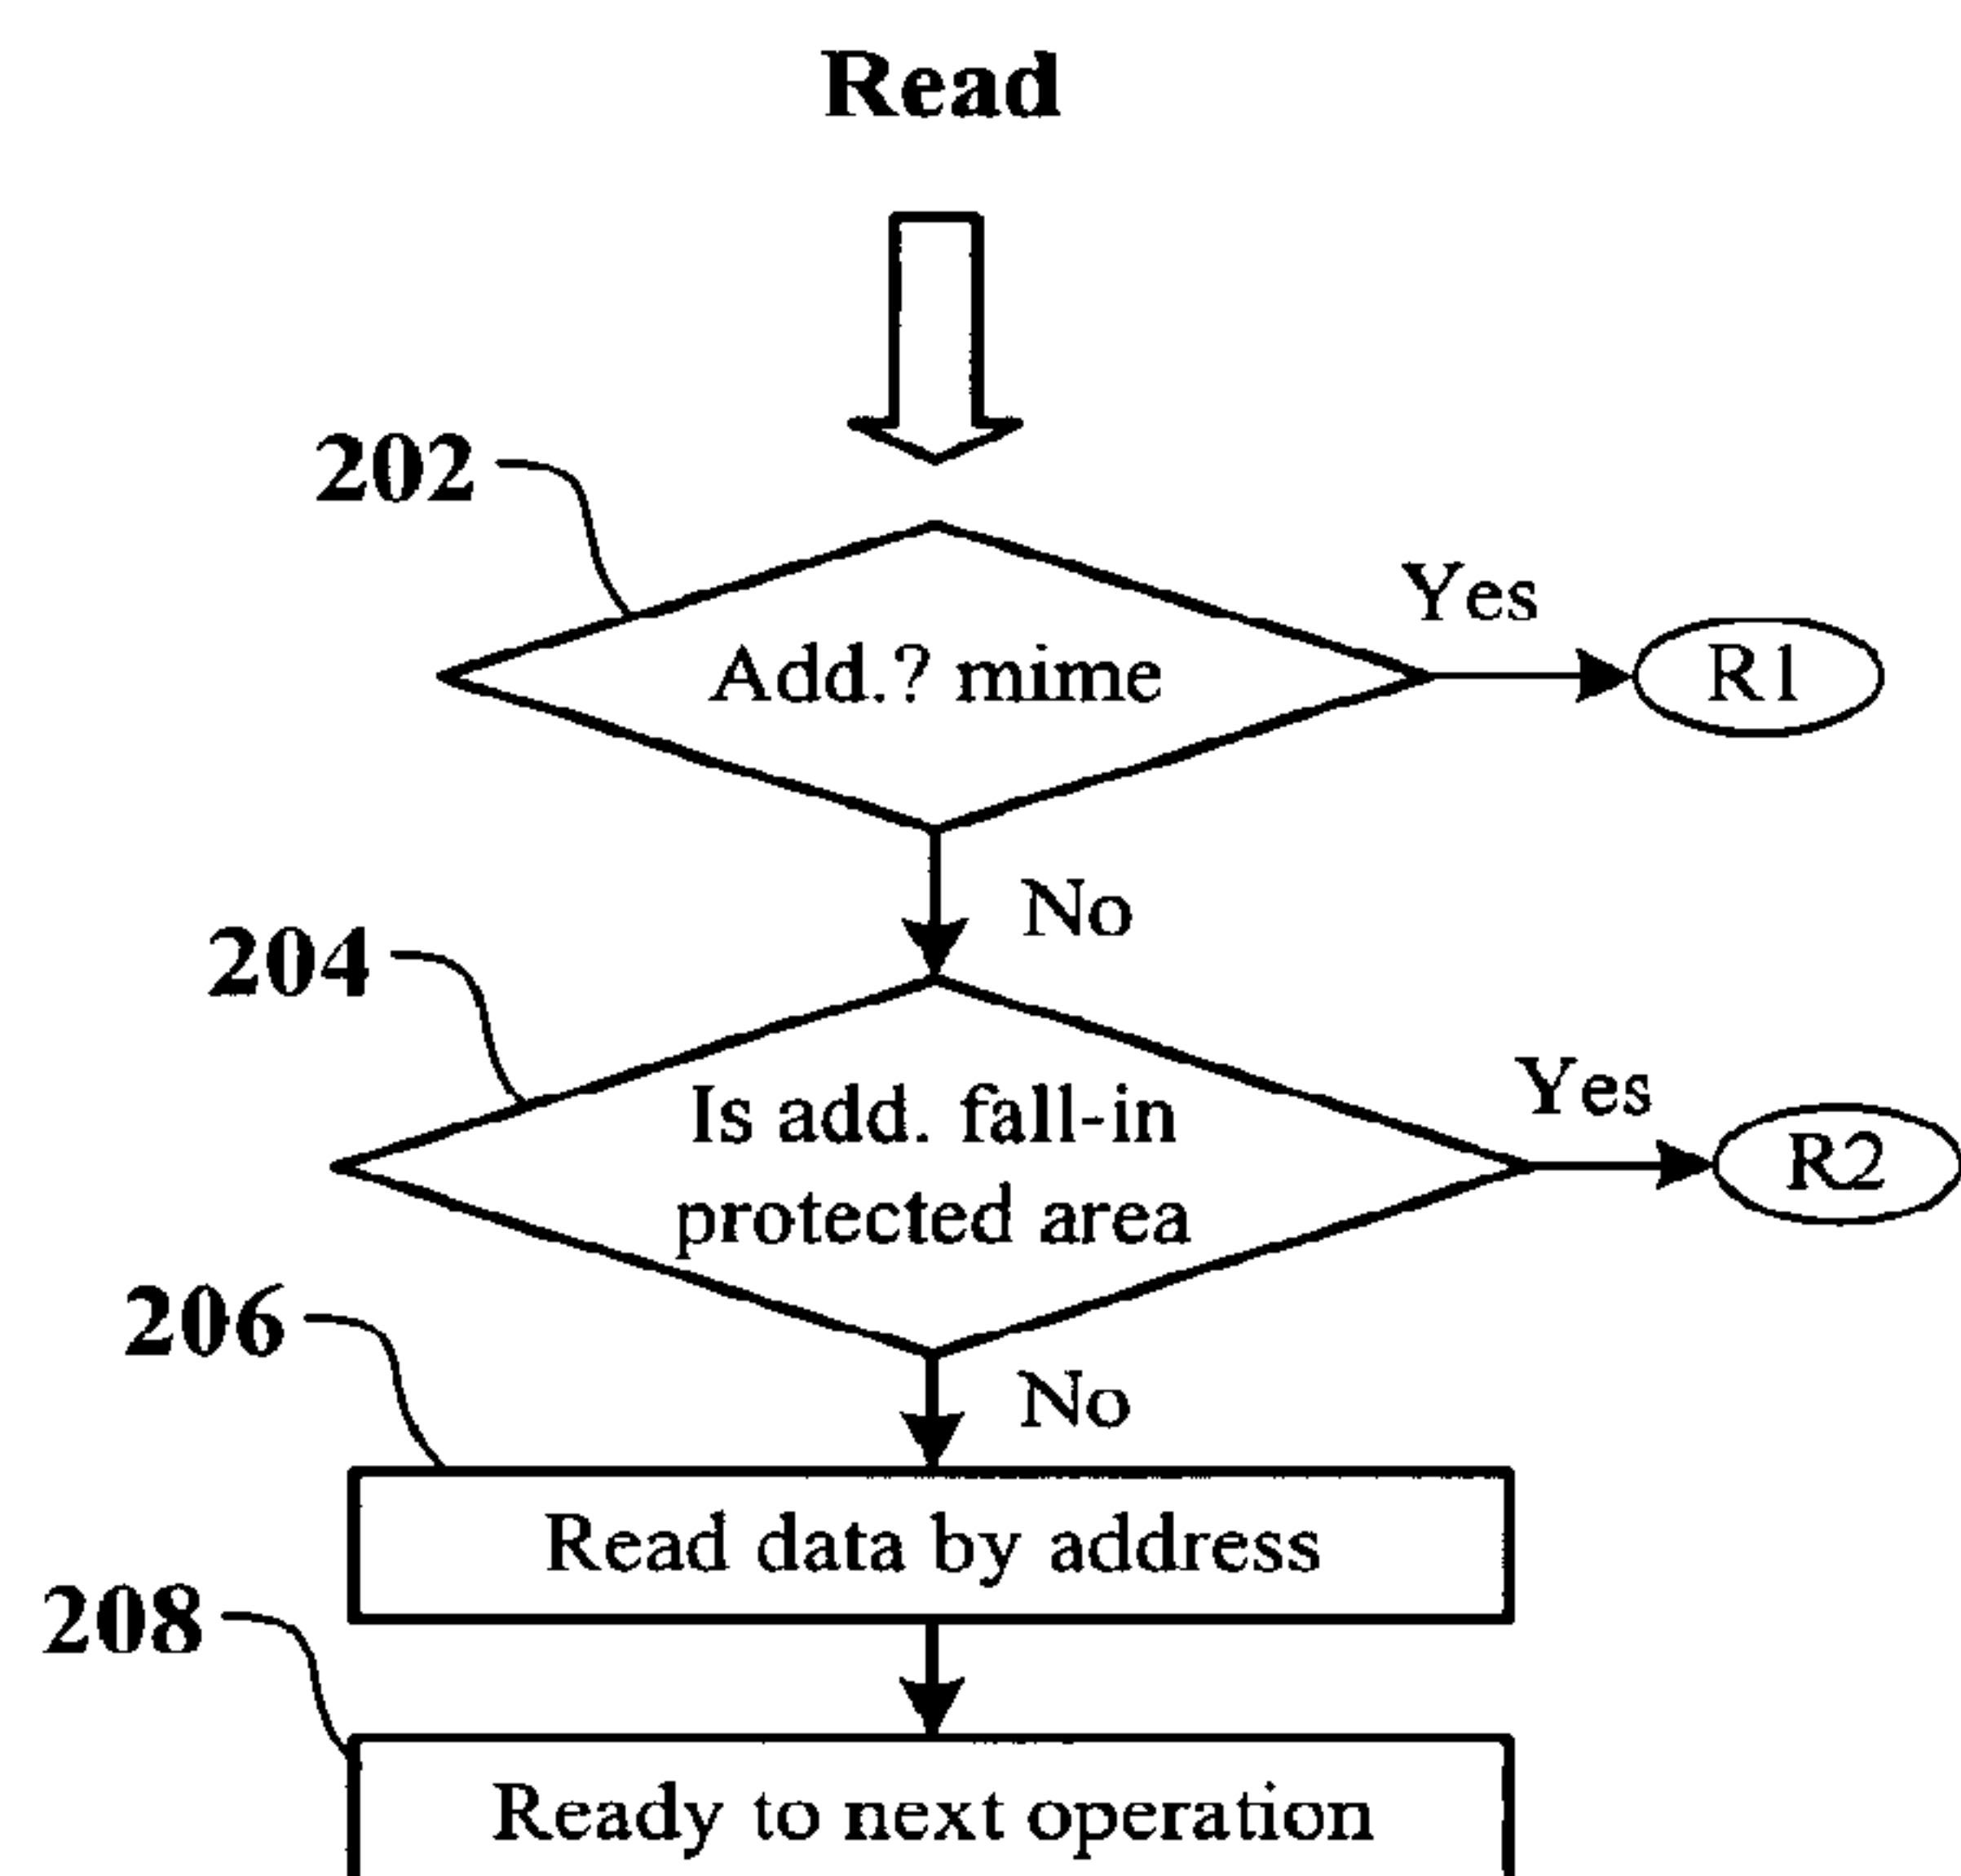 Read
202
Yes
Add.? mime
R1
No
204
Yes
Is add. fall-in
protected area
R2
206
No
Read data by address
208
Ready to next operation